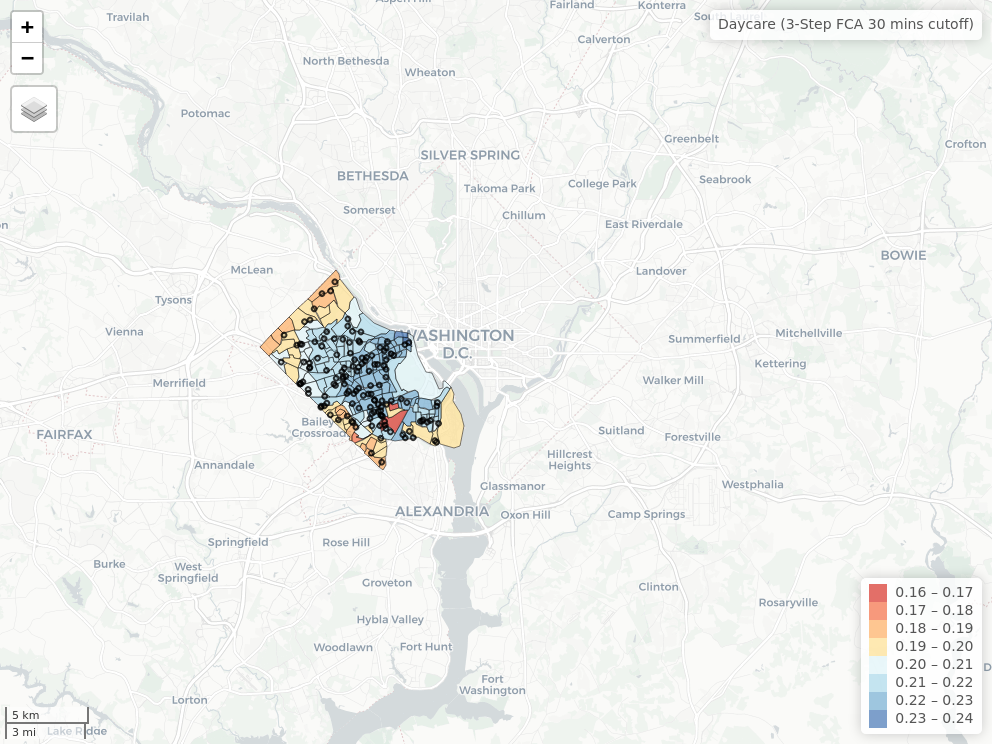 Travilah
Aspen Hill
Fairland
Konterra
+
−
Daycare (3-Step FCA 30 mins cutoff)
Calverton
North Bethesda
Wheaton
Potomac
Greenbelt
Crofton
SILVER SPRING
BETHESDA
Takoma Park
College Park
Seabrook
Somerset
Chillum
East Riverdale
BOWIE
McLean
Landover
Tysons
Vienna
WASHINGTON
D.C.
Summerfield
Mitchellville
Kettering
Merrifield
Walker Mill
Bailey's
Crossroads
FAIRFAX
Suitland
Forestville
Annandale
Hillcrest
Heights
Glassmanor
Westphalia
ALEXANDRIA
Oxon Hill
Camp Springs
Springfield
Rose Hill
Burke
West
Springfield
Groveton
Clinton
Rosaryville
Hybla Valley
Woodlawn
Fort Hunt
Fort
Washington
Lorton
Lake Ridge
5 km
3 mi
0.16 – 0.17
0.17 – 0.18
0.18 – 0.19
0.19 – 0.20
0.20 – 0.21
0.21 – 0.22
0.22 – 0.23
0.23 – 0.24